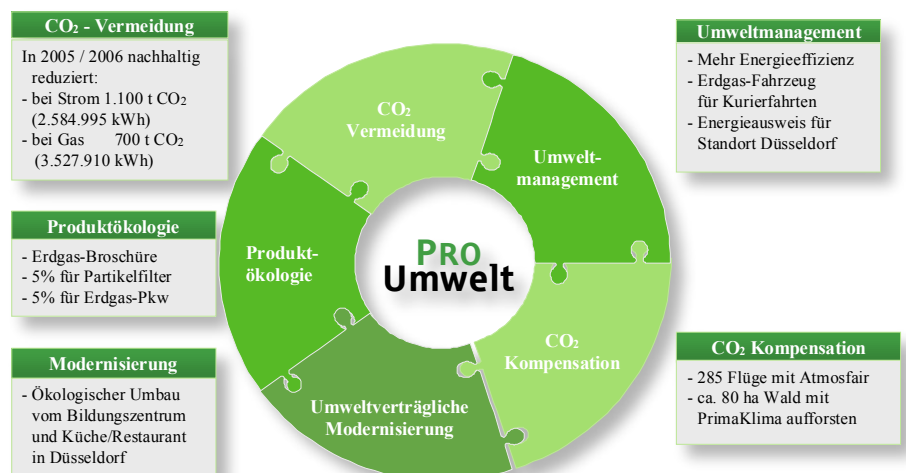 CO₂ - Vermeidung
In 2005 / 2006 nachhaltig
reduziert:
- bei Strom 1.100 t CO₂
(2.584.995 kWh)
- bei Gas 700 t CO₂
(3.527.910 kWh)
Produktökologie
- Erdgas-Broschüre
- 5% für Partikelfilter
- 5% für Erdgas-Pkw
Modernisierung
- Ökologischer Umbau
vom Bildungszentrum
und Küche/Restaurant
in Düsseldorf
CO₂
Vermeidung
Umwelt-
management
Produkt-
ökologie
PRO
Umwelt
CO₂
Kompensation
Umweltverträgliche
Modernisierung
Umweltmanagement
- Mehr Energieeffizienz
- Erdgas-Fahrzeug
für Kurierfahrten
- Energieausweis für
Standort Düsseldorf
CO₂ Kompensation
- 285 Flüge mit Atmosfair
- ca. 80 ha Wald mit
PrimaKlima aufforsten